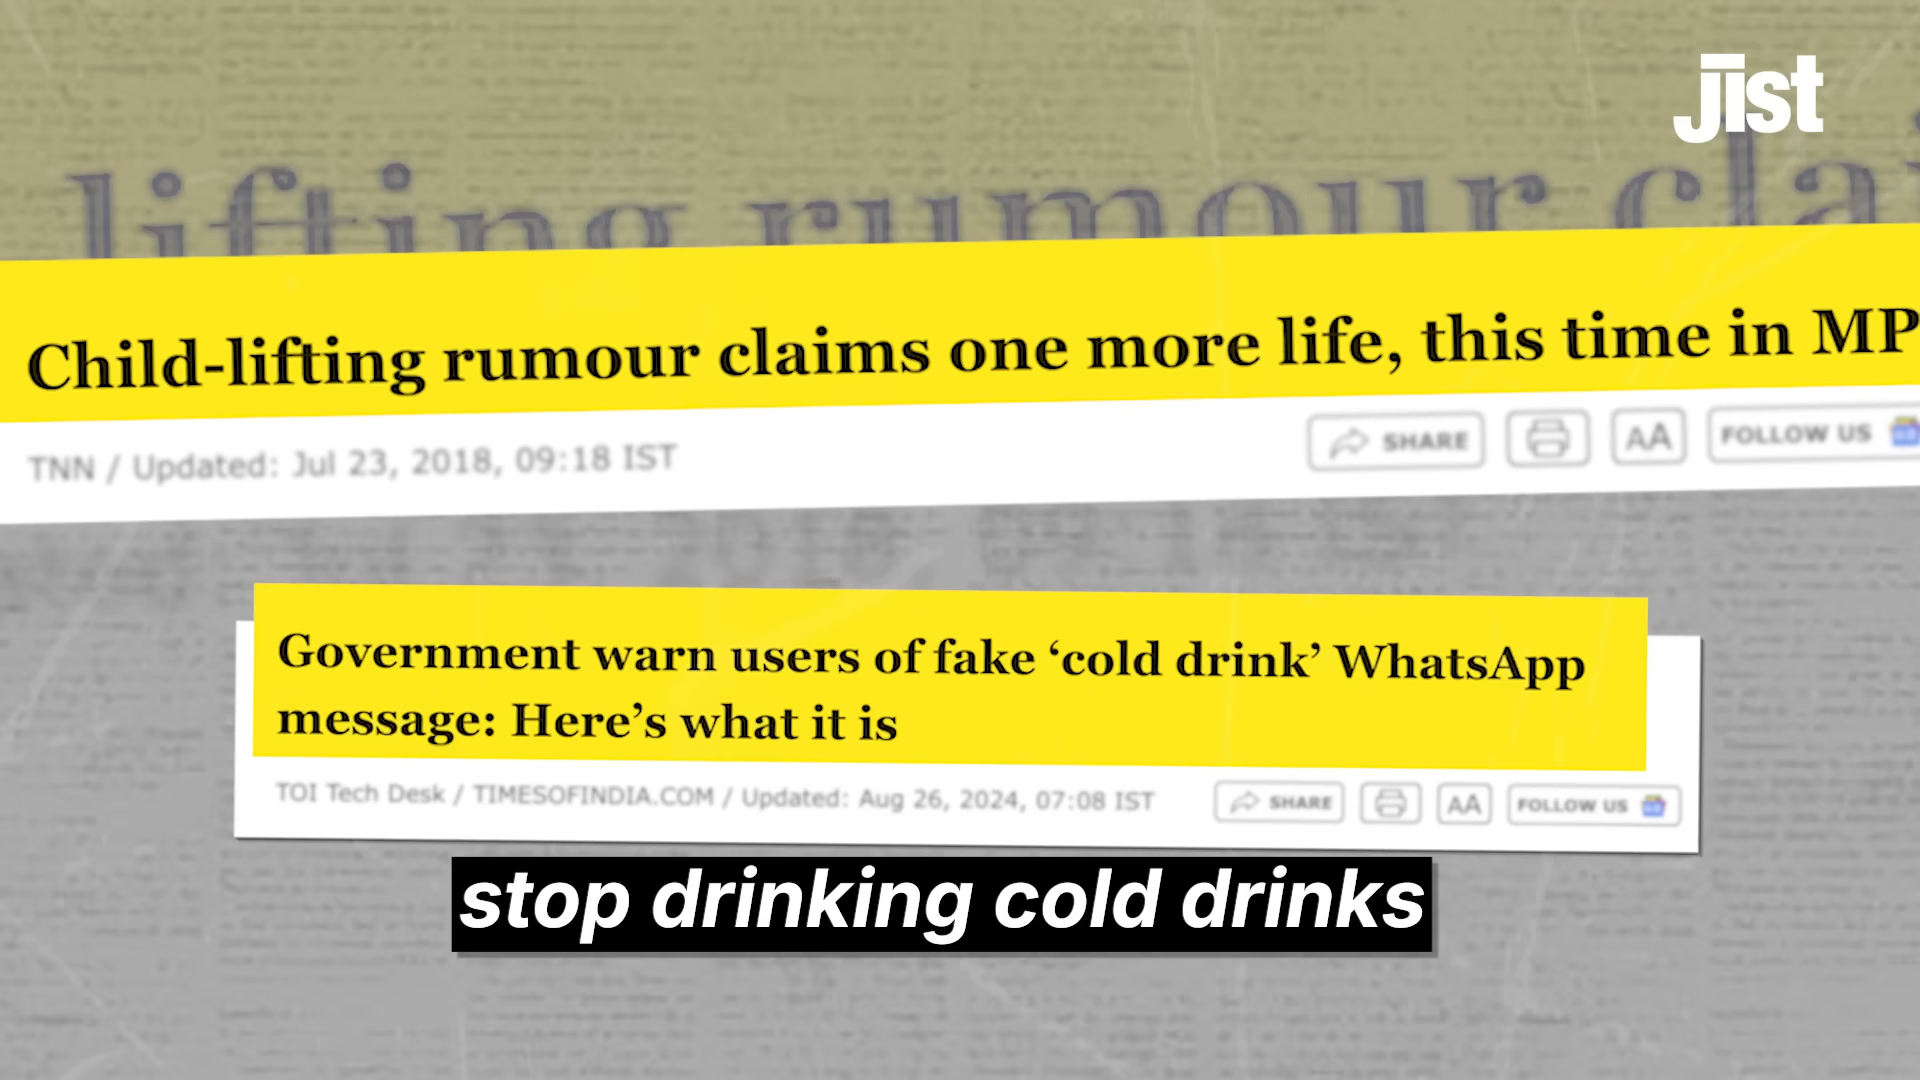 jist
lifting rumour clai
Child-lifting rumour claims one more life, this time in MP
TNN / Updated: Jul 23, 2018, 09:18 IST
SHARE
AA
FOLLOW US
Government warn users of fake ‘cold drink’ WhatsApp
message: Here’s what it is
TOI Tech Desk / TIMESOFINDIA.COM / Updated: Aug 26, 2024, 07:08 IST
SHARE
AA
FOLLOW US
stop drinking cold drinks